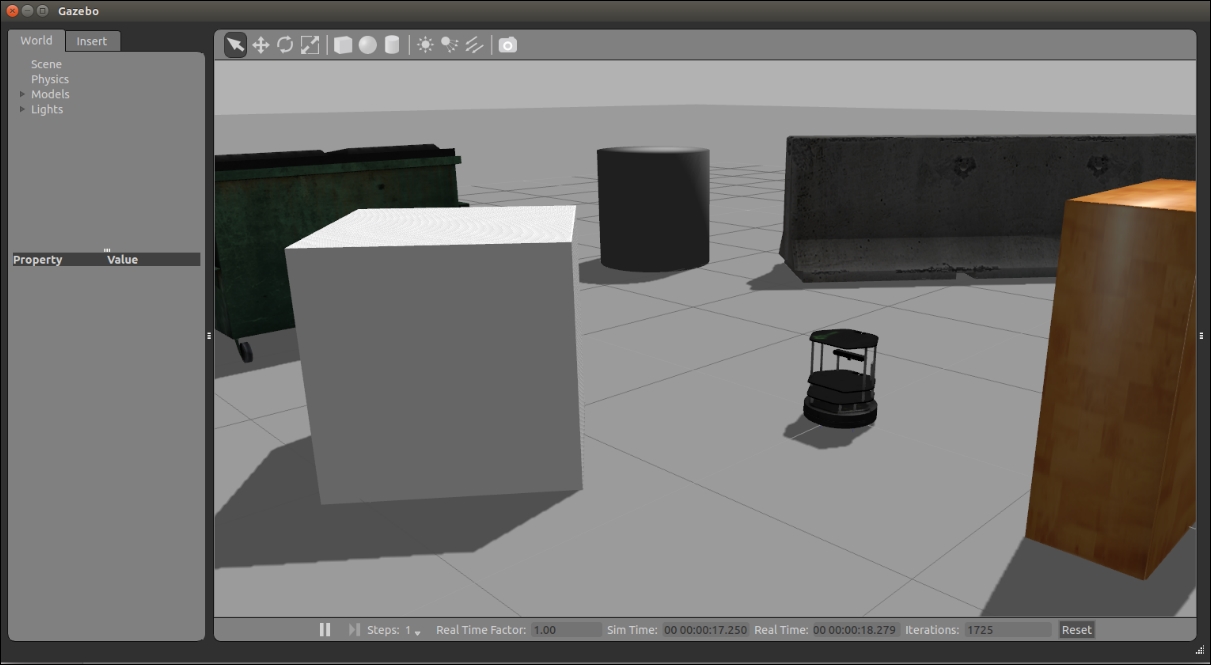 Gazebo
World Insert
Scene
Physics
Models
Lights
Property Value
Steps: 1 Real Time Factor: 1.00 Sim Time: 00 00:00:17.250 Real Time: 00 00:00:18.279 Iterations: 1725 Reset